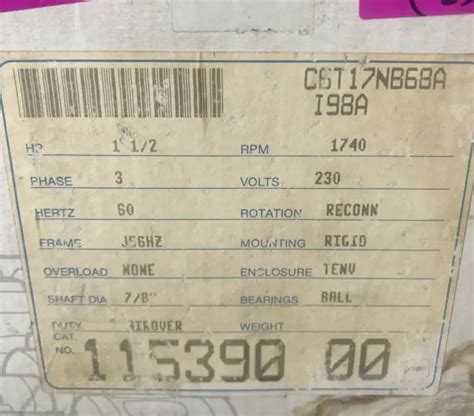 C6T17NB68A
I98A
HP 1 1/2 RPM 1740
PHASE 3 VOLTS 230
HERTZ 60 ROTATION RECONN
FRAME J56HZ MOUNTING RIGID
OVERLOAD NONE ENCLOSURE TENV
SHAFT DIA 7/8" BEARINGS BALL
DUTY WEIGHT
CAT. NO. 115390 00